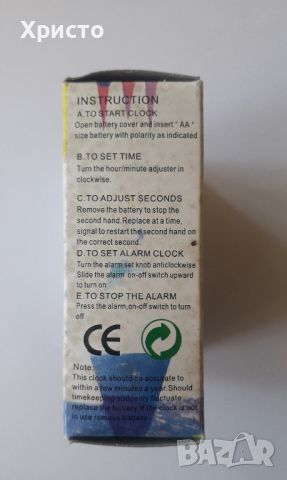 Христо
INSTRUCTION
A.TO START CLOCK
Open battery cover and insert "AA"
size battery with polarity as indicated
B.TO SET TIME
Turn the hour/minute adjuster in
clockwise.
C.TO ADJUST SECONDS
Remove the battery to stop the
second hand. Replace at a time,
signal to restart the second hand on
the correct second.
D.TO SET ALARM CLOCK
Turn the alarm set knob anticlockwise
Slide the alarm on-off switch upward
to turn on.
E.TO STOP THE ALARM
Press the alarm,on-off switch to turn
off
CE
Note:
This clock should be accurate to
within a few minutes a year. Should
timekeeping suddenly fluctuate
replace the battery. If the clock is not
in use remove battery.
BAZAR